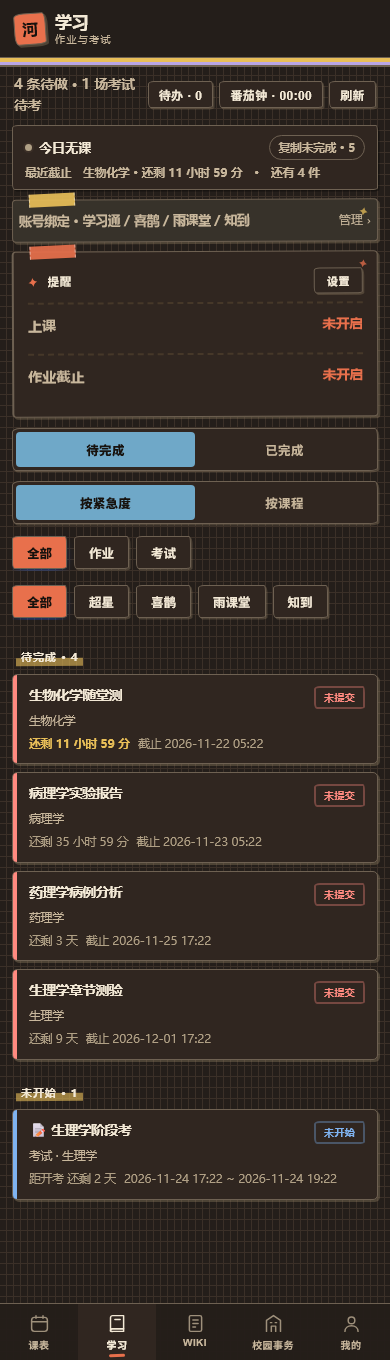 河
学习
作业与考试
4 条待做 • 1 场考试
待考
待办 · 0
番茄钟 · 00:00
刷新
今日无课
复制未完成 • 5
最近截止 生物化学 • 还剩 11 小时 59 分 • 还有 4 件
账号绑定 • 学习通 / 喜鹊 / 雨课堂 / 知到
管理 ›
提醒
设置
上课
未开启
作业截止
未开启
待完成
已完成
按紧急度
按课程
全部
作业
考试
全部
超星
喜鹊
雨课堂
知到
待完成 • 4
生物化学随堂测
未提交
生物化学
还剩 11 小时 59 分 截止 2026-11-22 05:22
病理学实验报告
未提交
病理学
还剩 35 小时 59 分 截止 2026-11-23 05:22
药理学病例分析
未提交
药理学
还剩 3 天 截止 2026-11-25 17:22
生理学章节测验
未提交
生理学
还剩 9 天 截止 2026-12-01 17:22
未开始 • 1
生理学阶段考
未开始
考试 · 生理学
距开考 还剩 2 天 2026-11-24 17:22 ~ 2026-11-24 19:22
课表
学习
WIKI
校园事务
我的